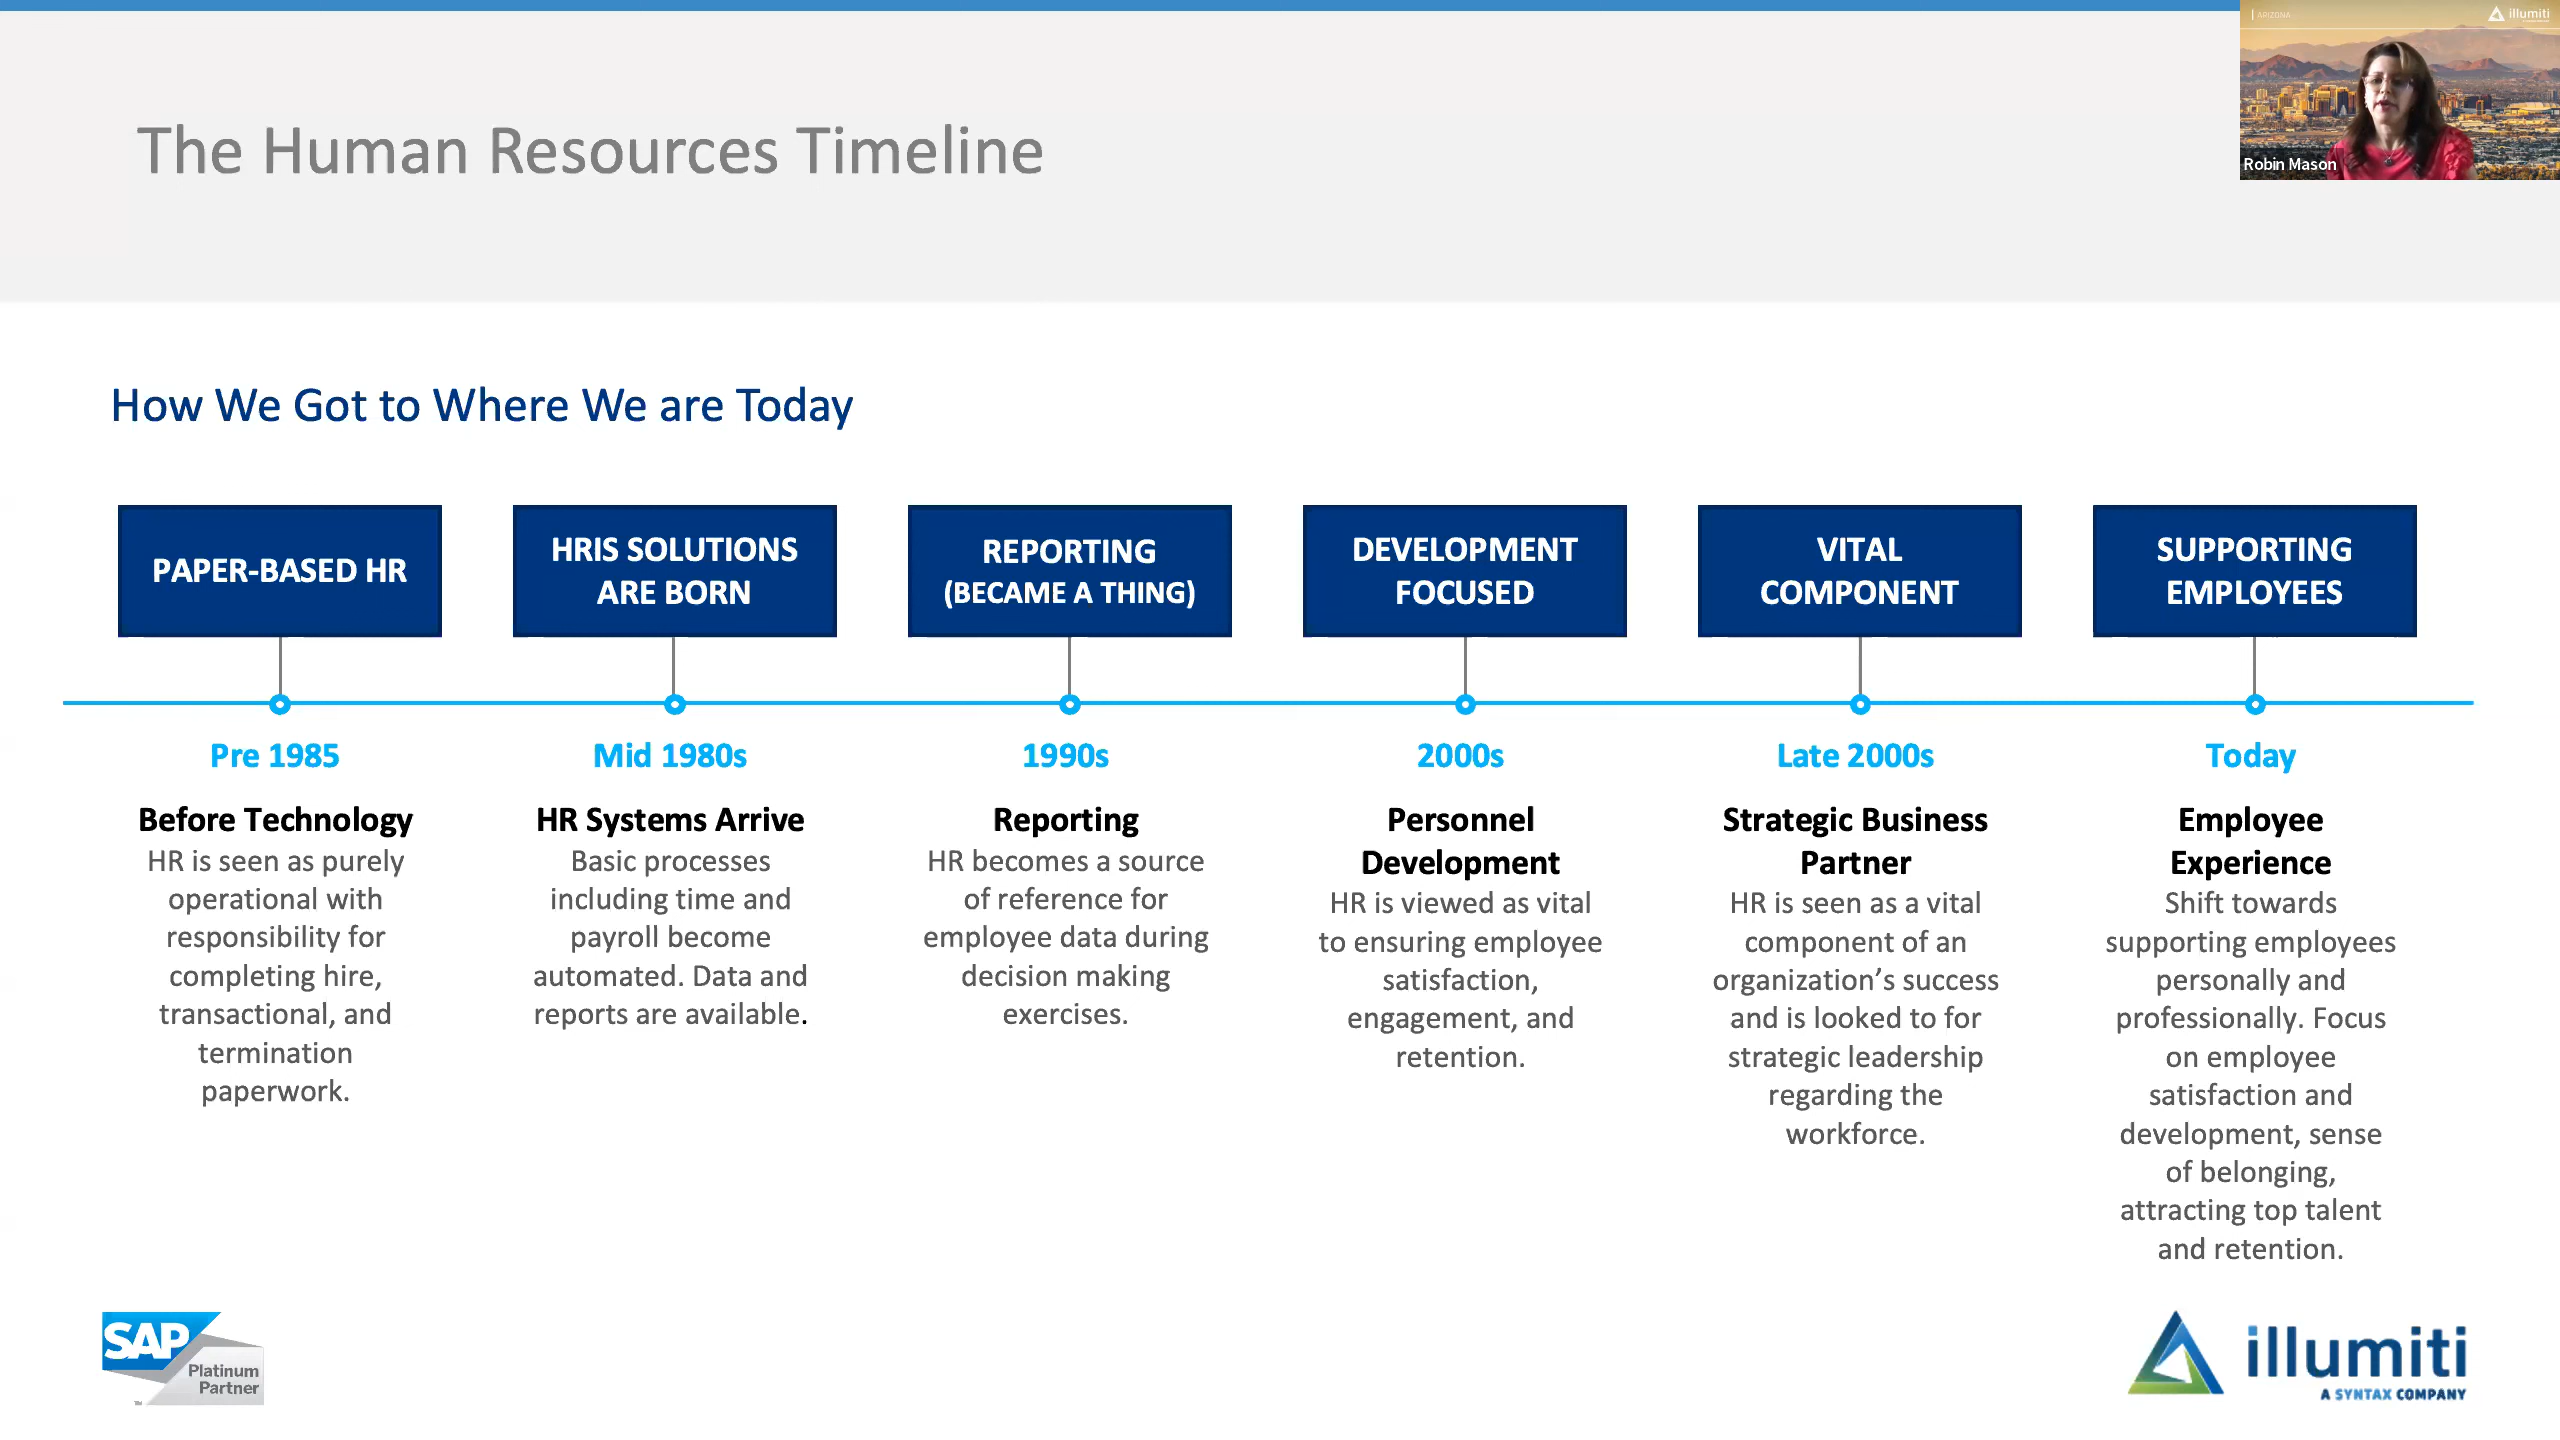 | ARIZONA
illumiti
Robin Mason
The Human Resources Timeline
How We Got to Where We are Today
PAPER-BASED HR
HRIS SOLUTIONS
ARE BORN
REPORTING
(BECAME A THING)
DEVELOPMENT
FOCUSED
VITAL
COMPONENT
SUPPORTING
EMPLOYEES
Pre 1985
Before Technology
HR is seen as purely
operational with
responsibility for
completing hire,
transactional, and
termination
paperwork.
Mid 1980s
HR Systems Arrive
Basic processes
including time and
payroll become
automated. Data and
reports are available.
1990s
Reporting
HR becomes a source
of reference for
employee data during
decision making
exercises.
2000s
Personnel
Development
HR is viewed as vital
to ensuring employee
satisfaction,
engagement, and
retention.
Late 2000s
Strategic Business
Partner
HR is seen as a vital
component of an
organization’s success
and is looked to for
strategic leadership
regarding the
workforce.
Today
Employee
Experience
Shift towards
supporting employees
personally and
professionally. Focus
on employee
satisfaction and
development, sense
of belonging,
attracting top talent
and retention.
SAP
Platinum
Partner
™
illumiti
A SYNTAX COMPANY